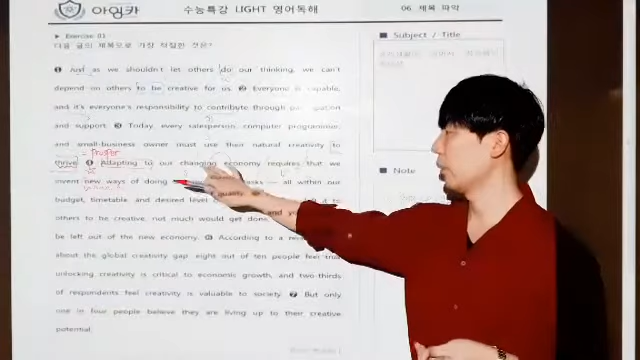 아잉카
수능특강 LIGHT 영어독해
06. 제목 파악
▶ Exercise 01
다음 글의 제목으로 가장 적절한 것은?
Subject / Title
❶ Just as we shouldn't let others do our thinking, we can't
depend on others to be creative for us. ❷ Everyone is capable,
and it's everyone's responsibility to contribute through
and support. ❸ Today, every salesperson, computer programmer,
and small-business owner must use their natural creativity to
= prosper
thrive. ❹ Adapting to our changing economy requires that we
invent new ways of doing tasks — all within our
budget, timetable and desired level of quality.
others to be creative, not much would get done.
be left out of the new economy. ❻ According to a
about the global creativity gap, eight out of ten people feel
unlocking creativity is critical to economic growth, and two-thirds
of respondents feel creativity is valuable to society. ❼ But only
one in four people believe they are living up to their creative
potential.
Note